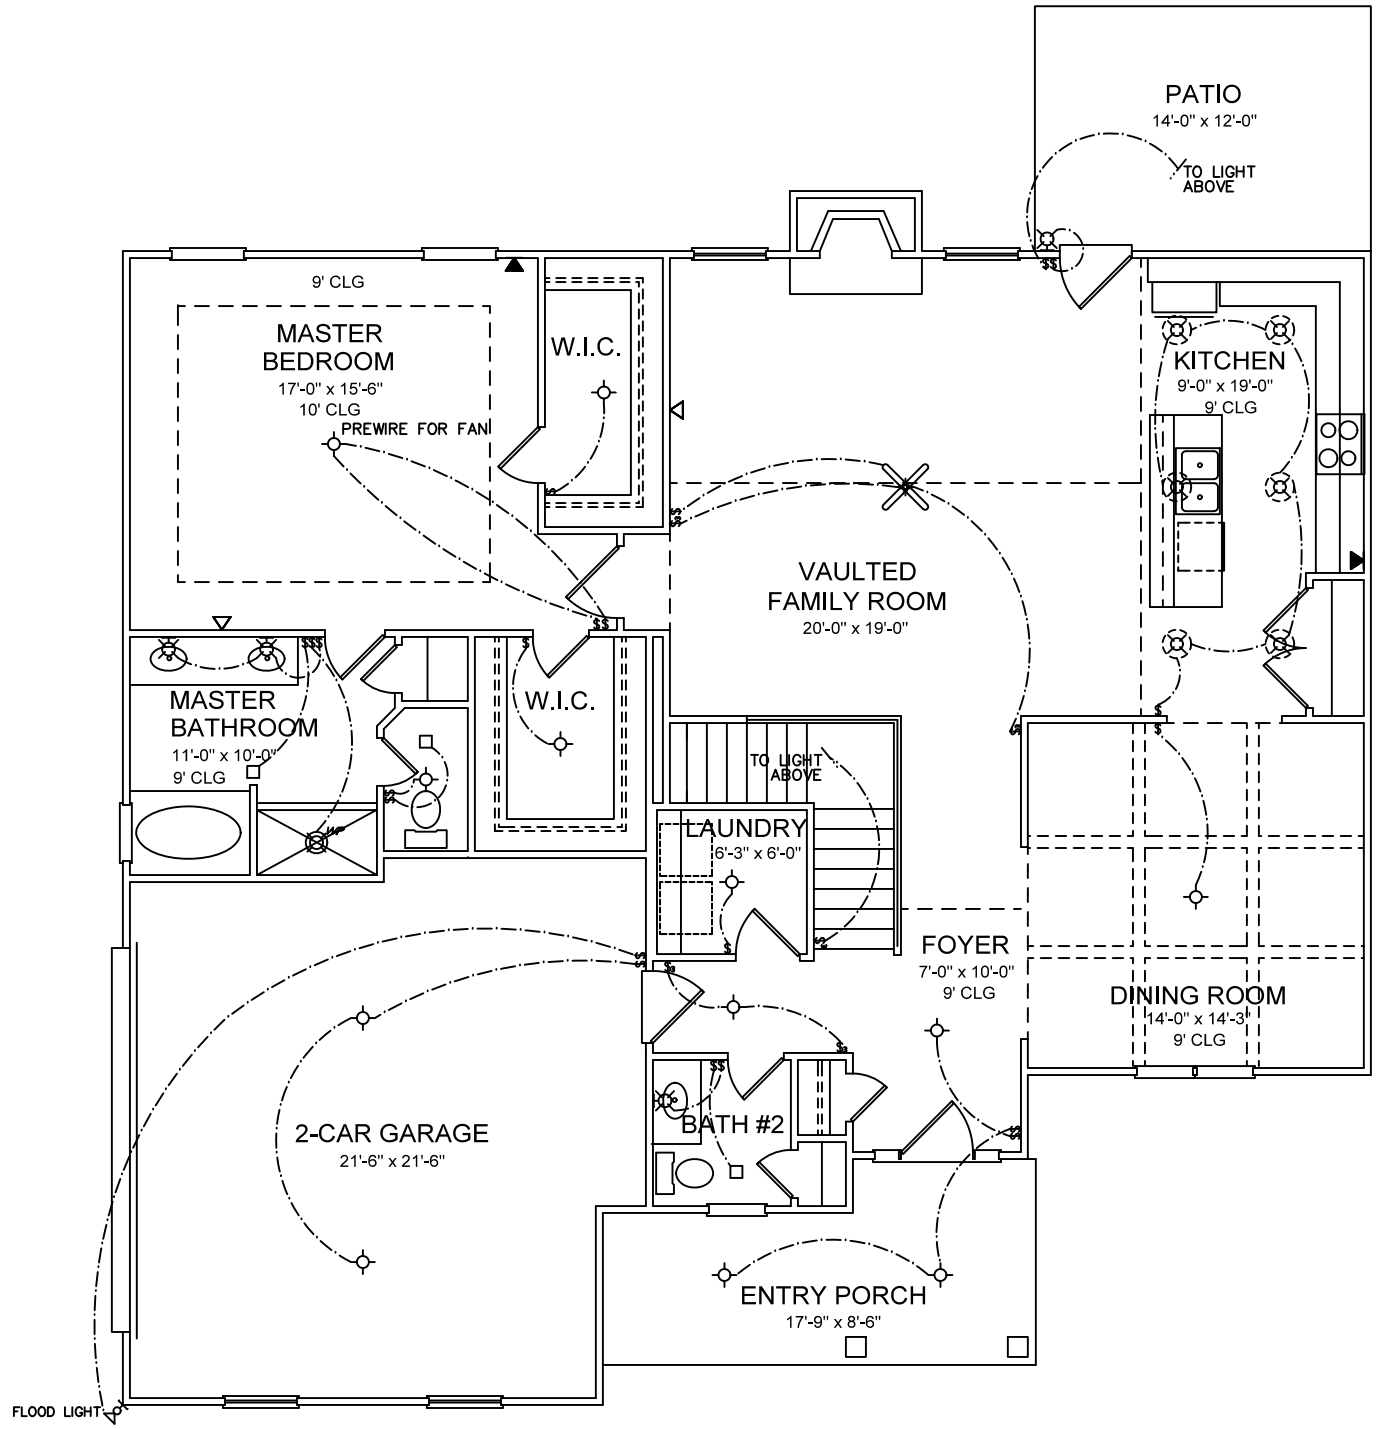 PATIO
14'-0" x 12'-0"
TO LIGHT
ABOVE
9' CLG
MASTER
BEDROOM
17'-0" x 15'-6"
10' CLG
PREWIRE FOR FAN
W.I.C.
KITCHEN
9'-0" x 19'-0"
9' CLG
VAULTED
FAMILY ROOM
20'-0" x 19'-0"
MASTER
BATHROOM
11'-0" x 10'-0"
9' CLG
W.I.C.
TO LIGHT
ABOVE
WP
LAUNDRY
6'-3" x 6'-0"
FOYER
7'-0" x 10'-0"
9' CLG
DINING ROOM
14'-0" x 14'-3"
9' CLG
2-CAR GARAGE
21'-6" x 21'-6"
BATH #2
ENTRY PORCH
17'-9" x 8'-6"
FLOOD LIGHT